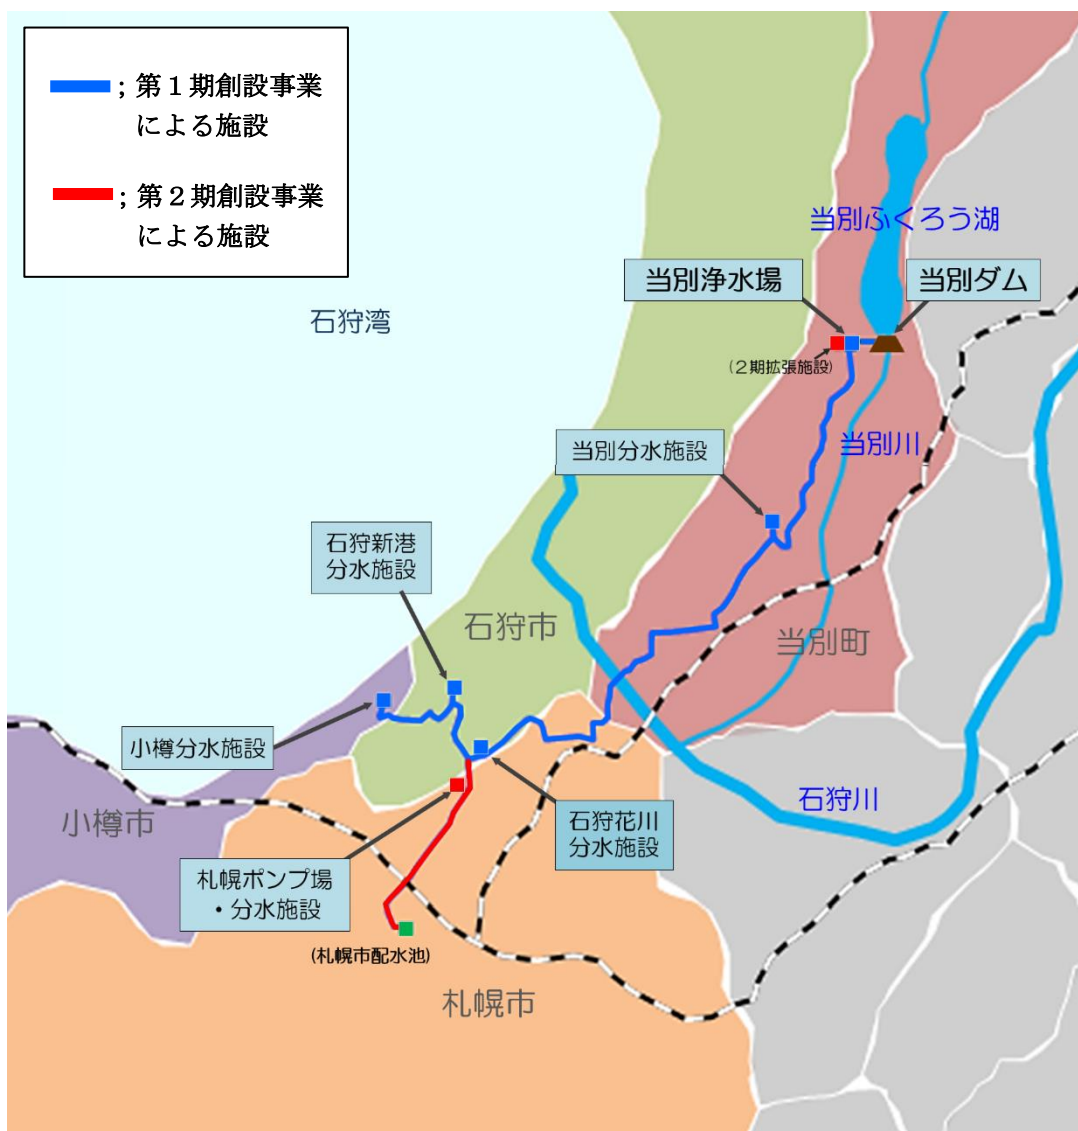 ；第１期創設事業
による施設
；第２期創設事業
による施設
当別ふくろう湖
当別浄水場
当別ダム
石狩湾
(２期拡張施設)
当別分水施設
当別川
石狩新港
分水施設
石狩市
当別町
小樽分水施設
石狩川
小樽市
石狩花川
分水施設
札幌ポンプ場
・分水施設
(札幌市配水池)
札幌市